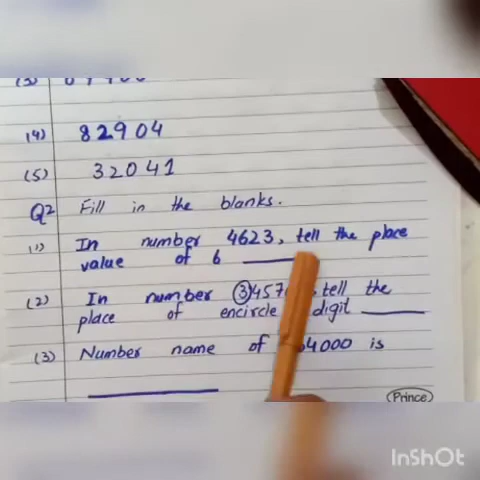 (4) 82904
(5) 32041
Q2 Fill in the blanks.
(1) In number 4623, tell the place
value of 6
(2) In number 3457 tell the
place of encircle digit
(3) Number name of 4000 is
Prince
InShOt